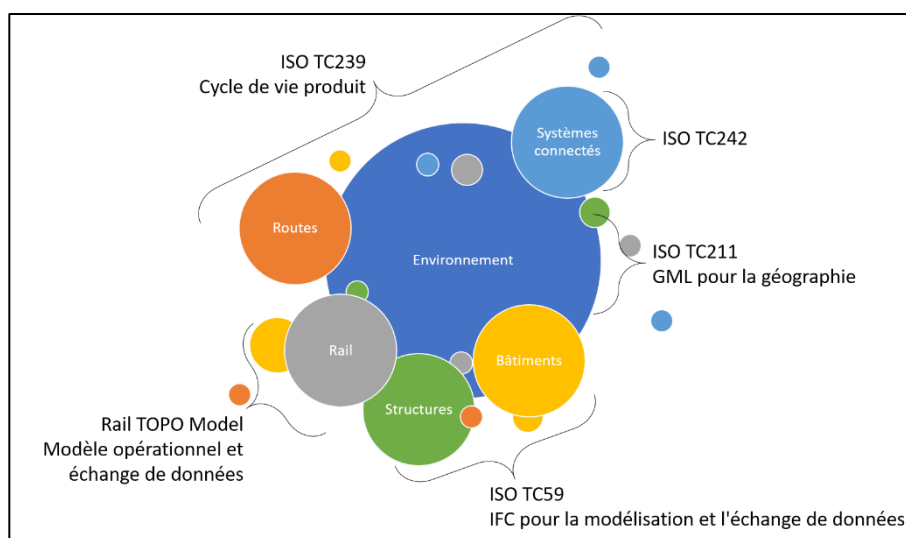 ISO TC239
Cycle de vie produit
Systèmes
connectés
ISO TC242
Routes
Environnement
ISO TC211
GML pour la géographie
Rail
Bâtiments
Structures
Rail TOPO Model
Modèle opérationnel et
échange de données
ISO TC59
IFC pour la modélisation et l'échange de données